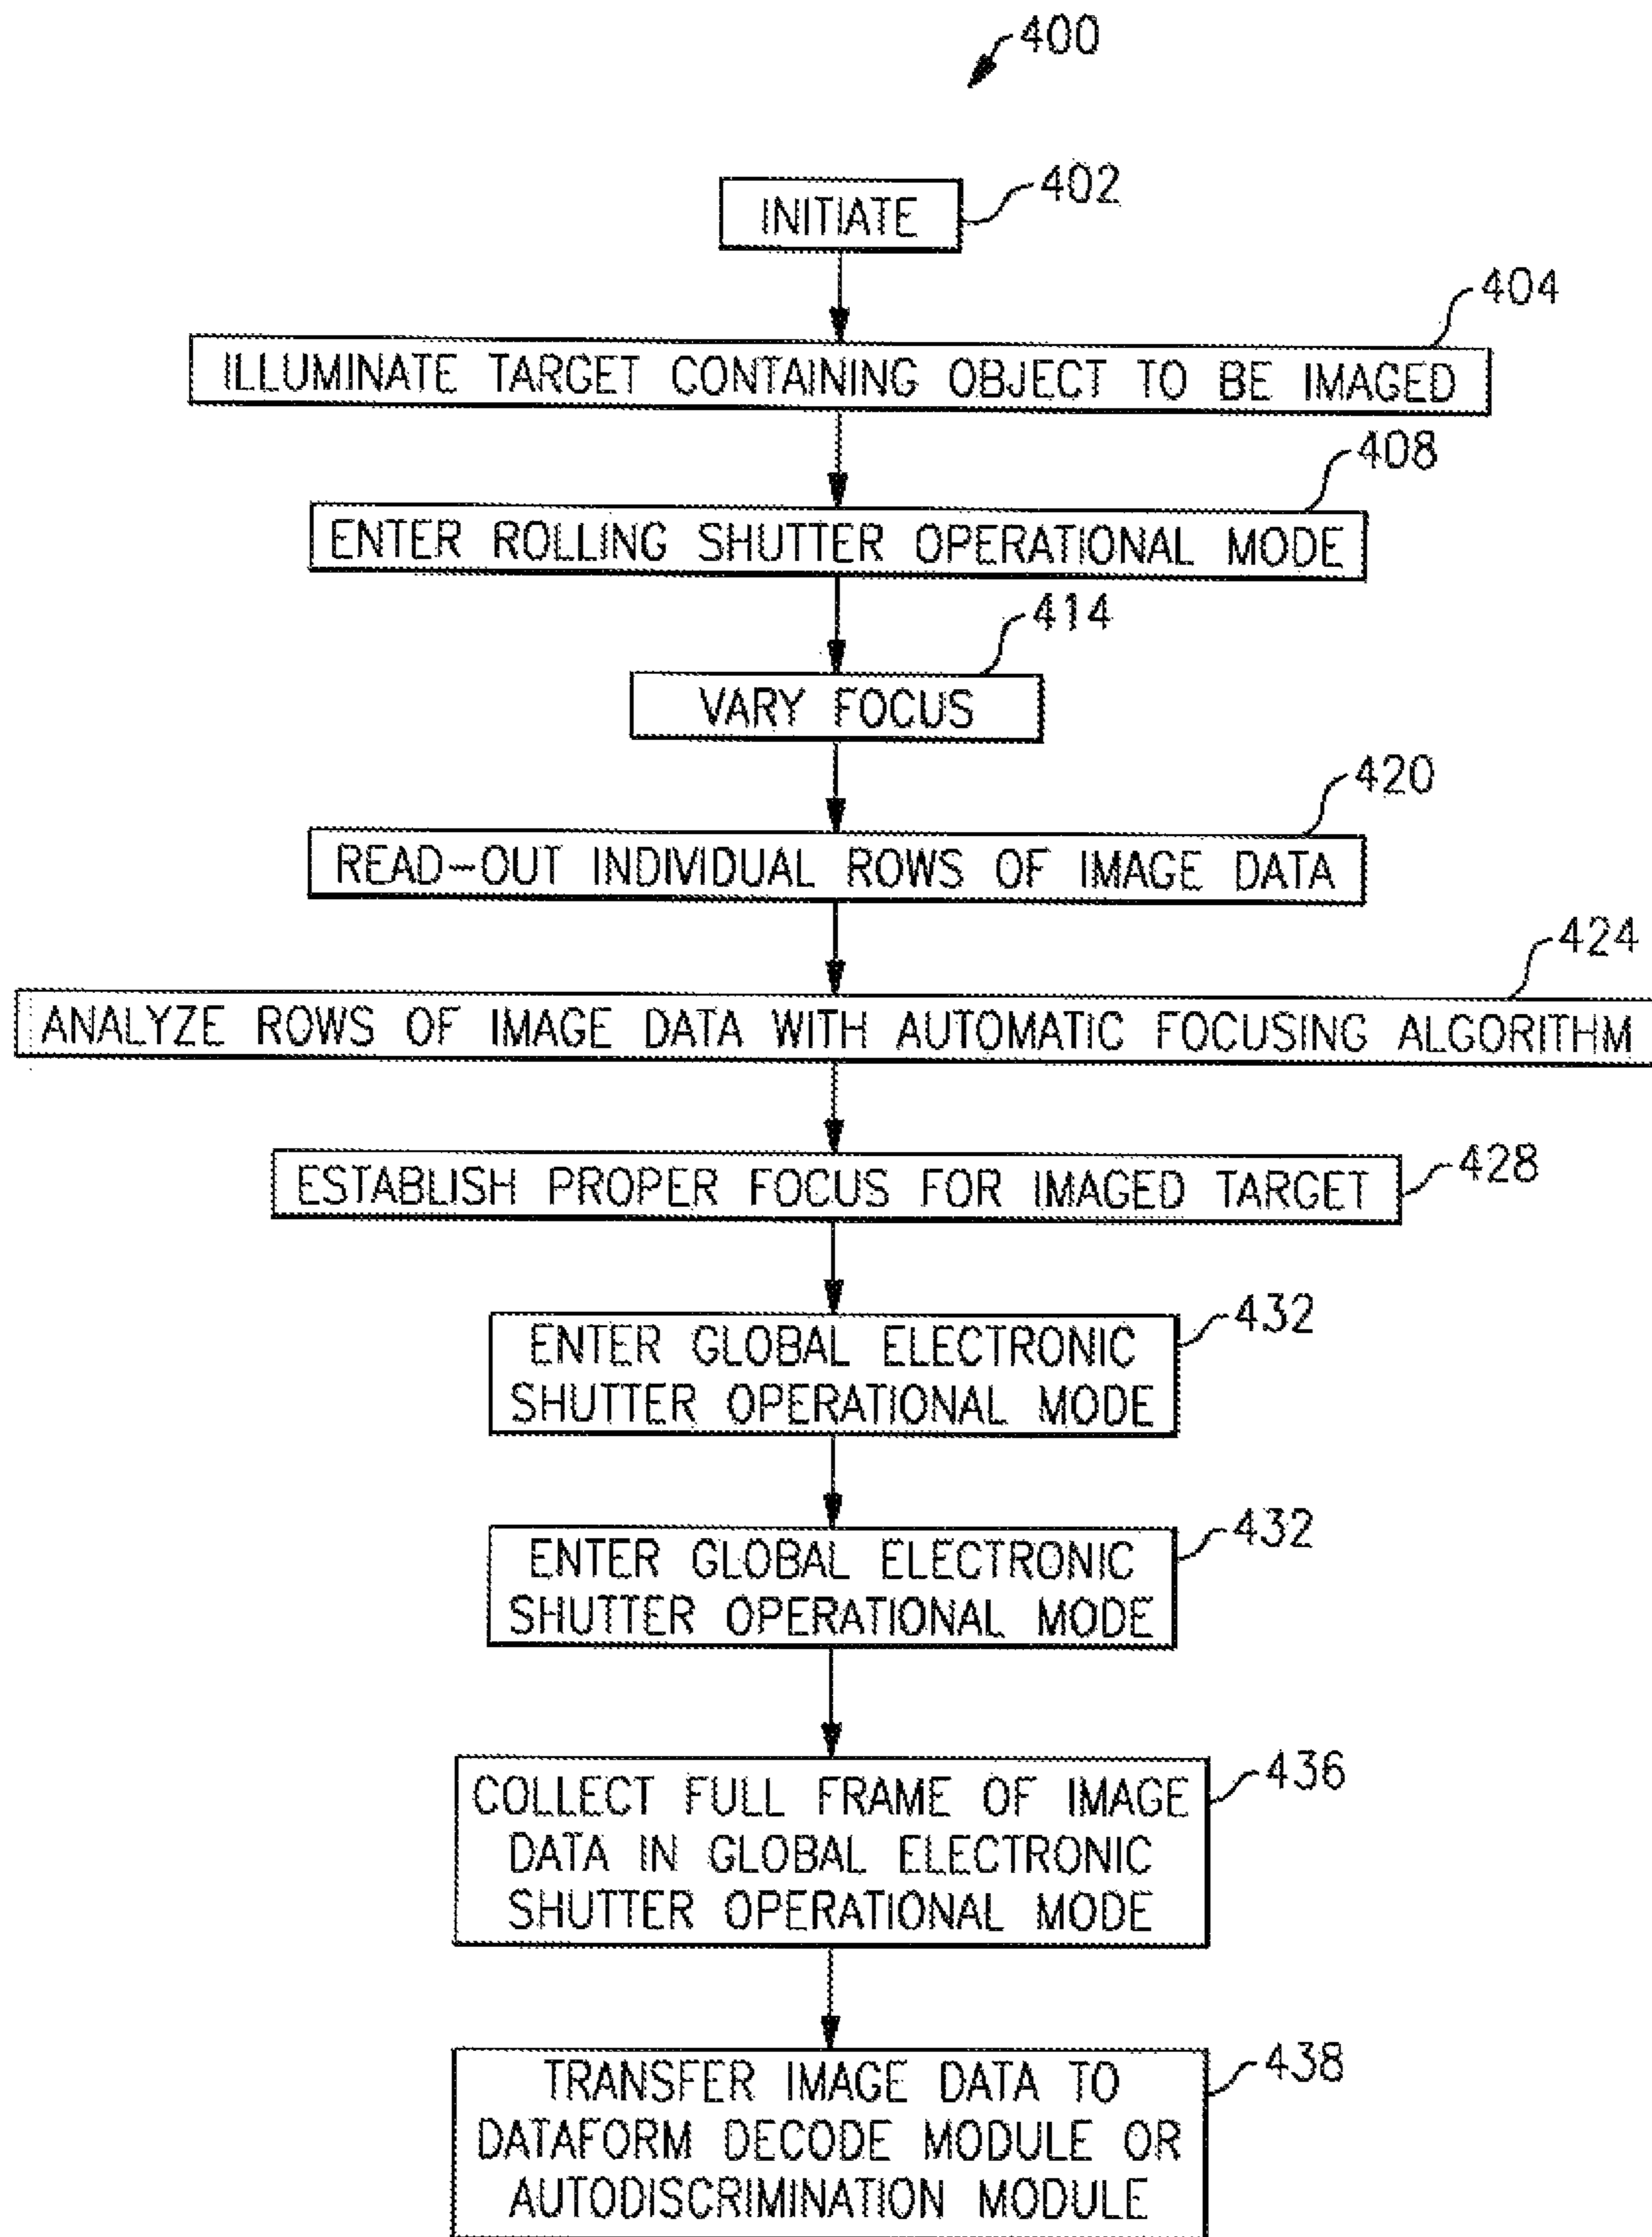 400
INITIATE
402
404
ILLUMINATE TARGET CONTAINING OBJECT TO BE IMAGED
408
ENTER ROLLING SHUTTER OPERATIONAL MODE
414
VARY FOCUS
420
READ-OUT INDIVIDUAL ROWS OF IMAGE DATA
424
ANALYZE ROWS OF IMAGE DATA WITH AUTOMATIC FOCUSING ALGORITHM
ESTABLISH PROPER FOCUS FOR IMAGED TARGET
428
ENTER GLOBAL ELECTRONIC
SHUTTER OPERATIONAL MODE
432
ENTER GLOBAL ELECTRONIC
SHUTTER OPERATIONAL MODE
432
COLLECT FULL FRAME OF IMAGE
DATA IN GLOBAL ELECTRONIC
SHUTTER OPERATIONAL MODE
436
TRANSFER IMAGE DATA TO
DATAFORM DECODE MODULE OR
AUTODISCRIMINATION MODULE
438